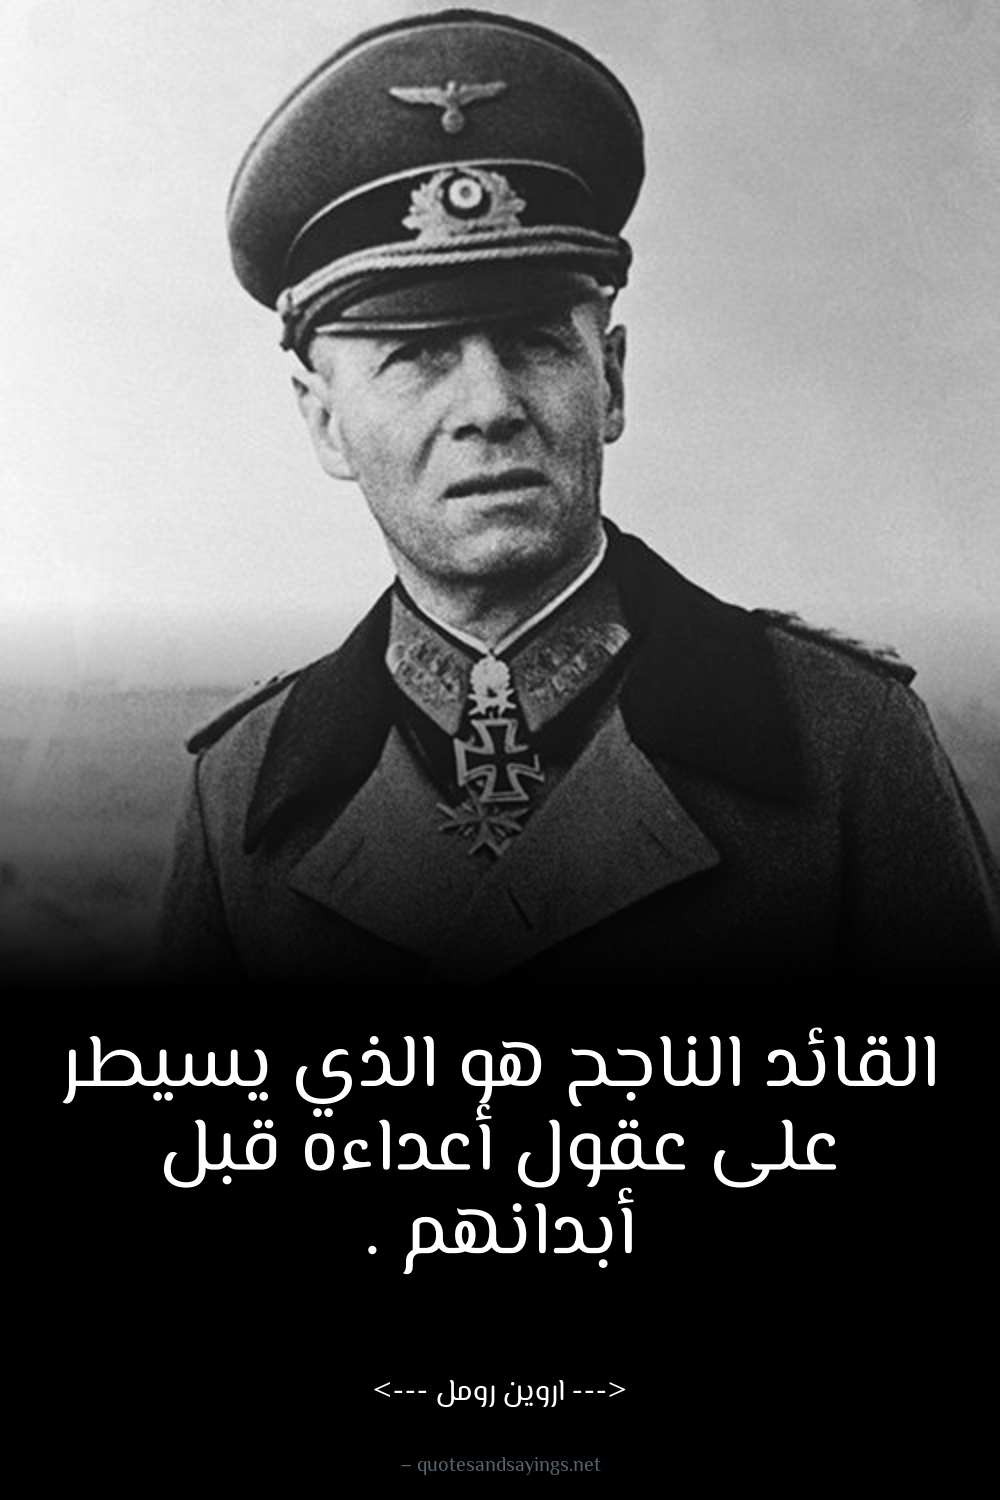 القائد الناجح هو الذي يسيطر
على عقول أعداءه قبل
أبدانهم .
<--- اروين رومل --->
– quotesandsayings.net